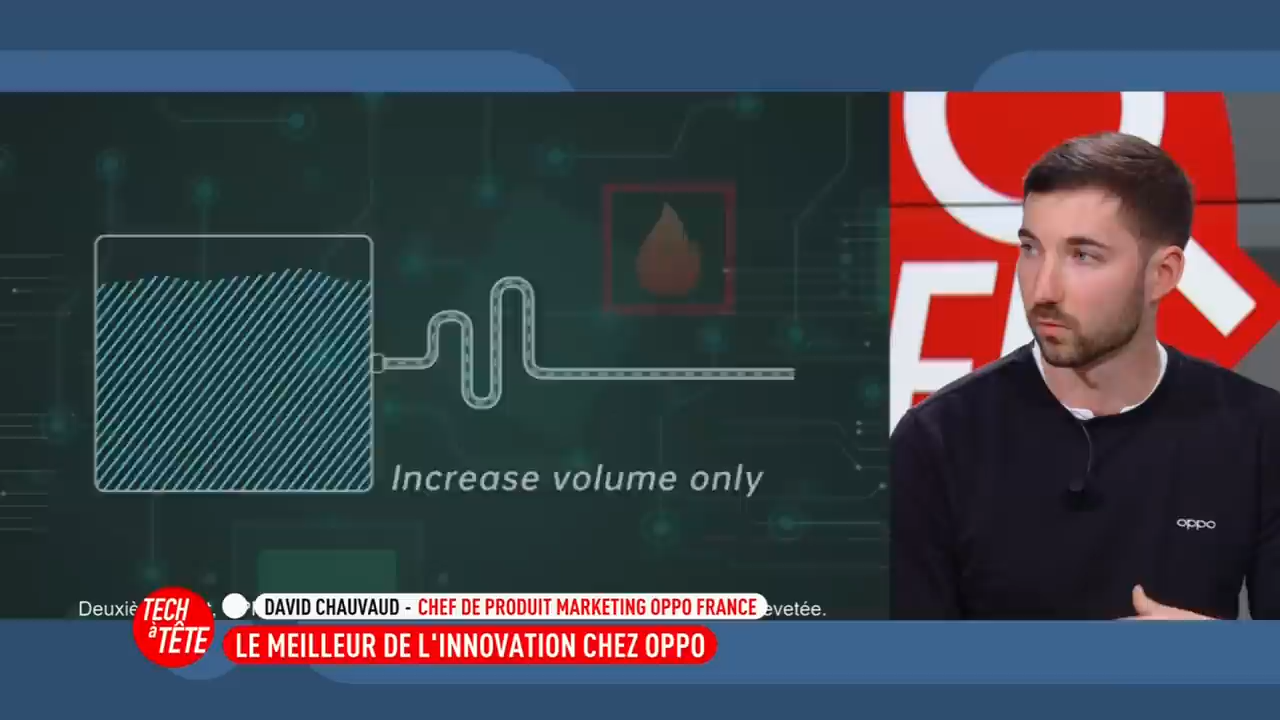 Increase volume only
oppo
evetée.
TECH
à
TÊTE
DAVID CHAUVAUD - CHEF DE PRODUIT MARKETING OPPO FRANCE
LE MEILLEUR DE L'INNOVATION CHEZ OPPO